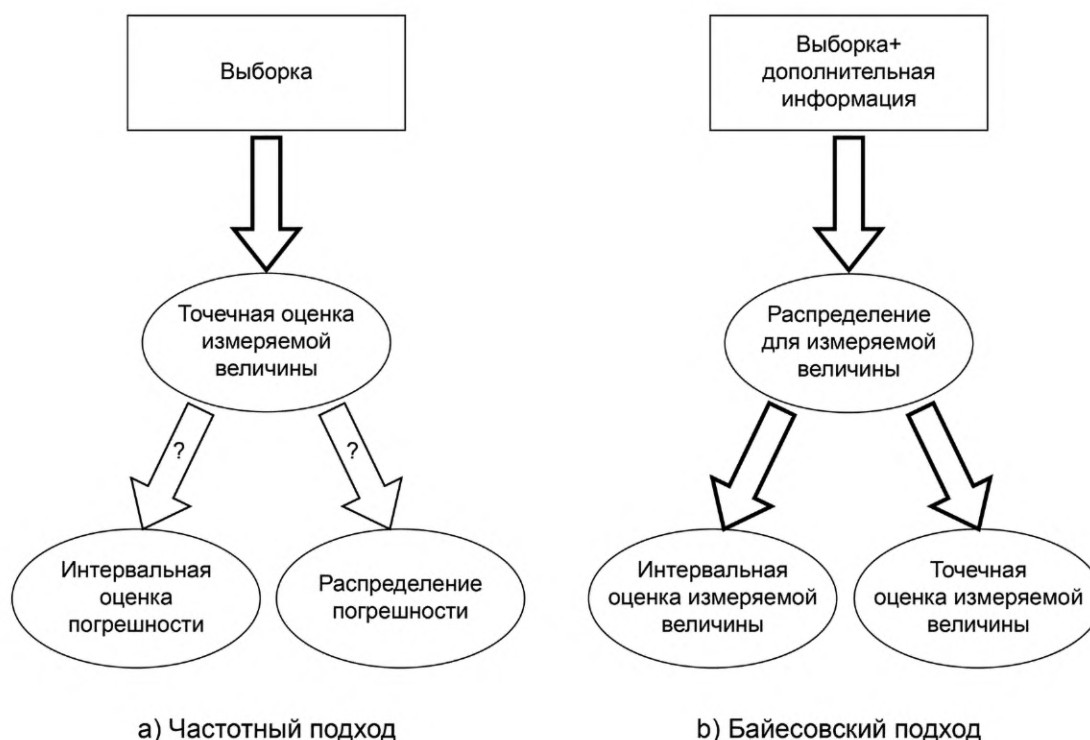 Выборка
Точечная оценка
измеряемой
величины
?
?
Интервальная
оценка
погрешности
Распределение
погрешности
а) Частотный подход
Выборка+
дополнительная
информация
Распределение
для измеряемой
величины
Интервальная
оценка измеряемой
величины
Точечная
оценка измеряемой
величины
b) Байесовский подход